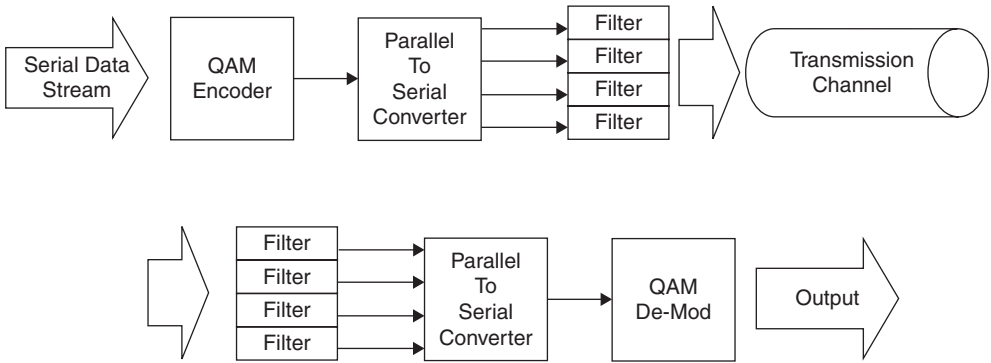 Serial Data
Stream
QAM
Encoder
Parallel
To
Serial
Converter
Filter
Filter
Filter
Filter
Transmission
Channel
Filter
Filter
Filter
Filter
Parallel
To
Serial
Converter
QAM
De-Mod
Output